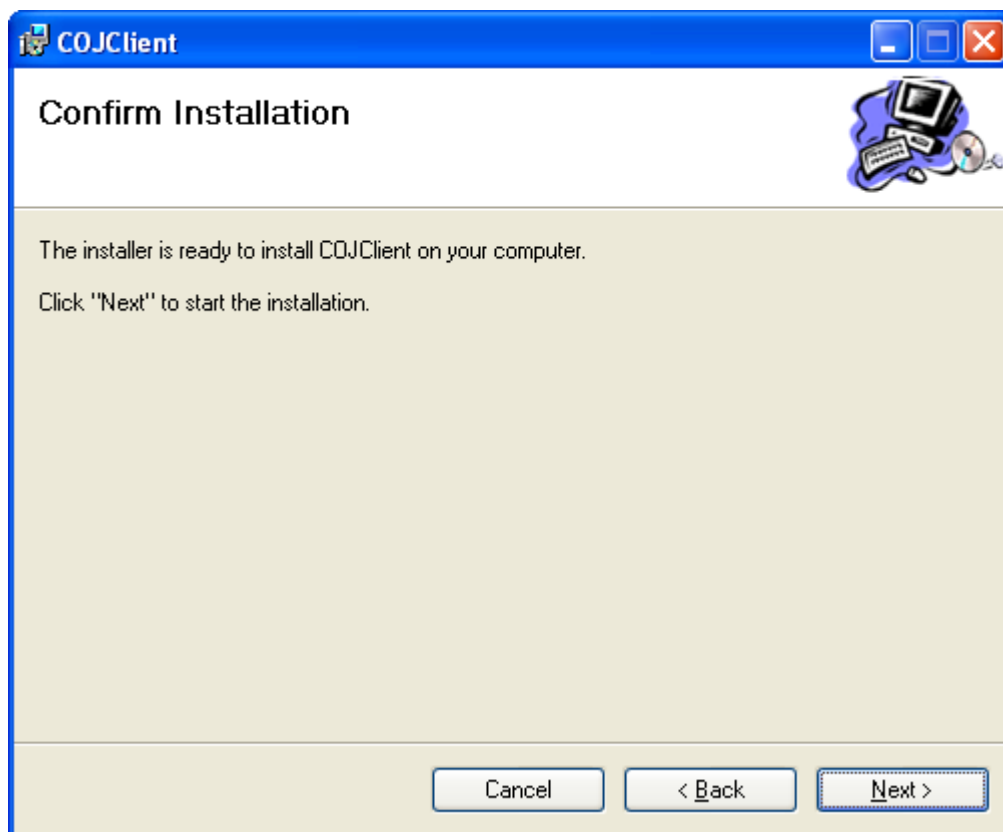 COJClient
Confirm Installation
The installer is ready to install COJClient on your computer.
Click "Next" to start the installation.
Cancel
< Back
Next >